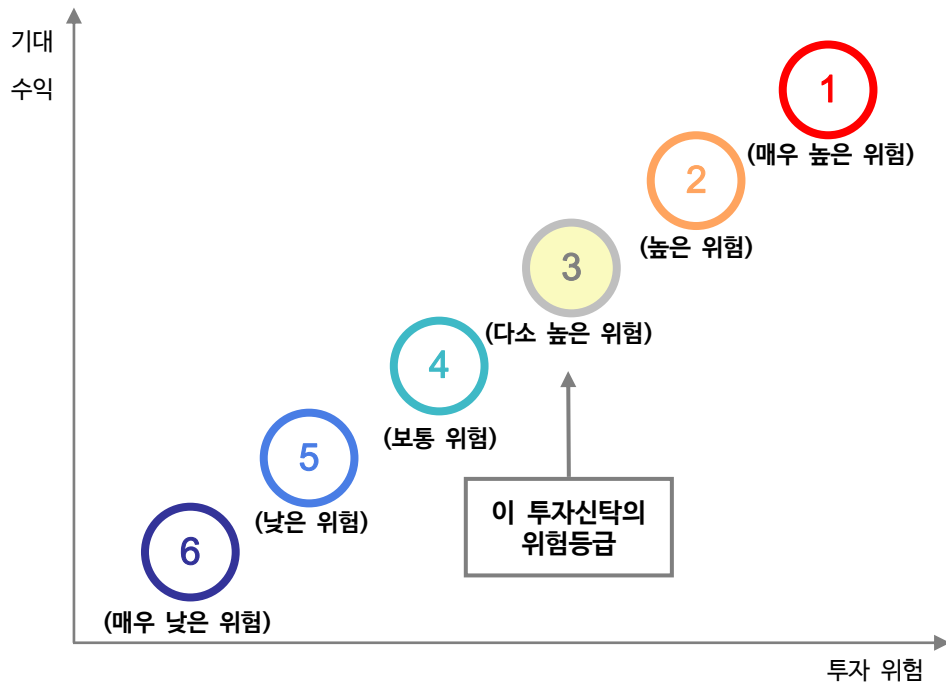 기대
수익
1
(매우 높은 위험)
2
(높은 위험)
3
(다소 높은 위험)
4
(보통 위험)
5
(낮은 위험)
이 투자신탁의
위험등급
6
(매우 낮은 위험)
투자 위험